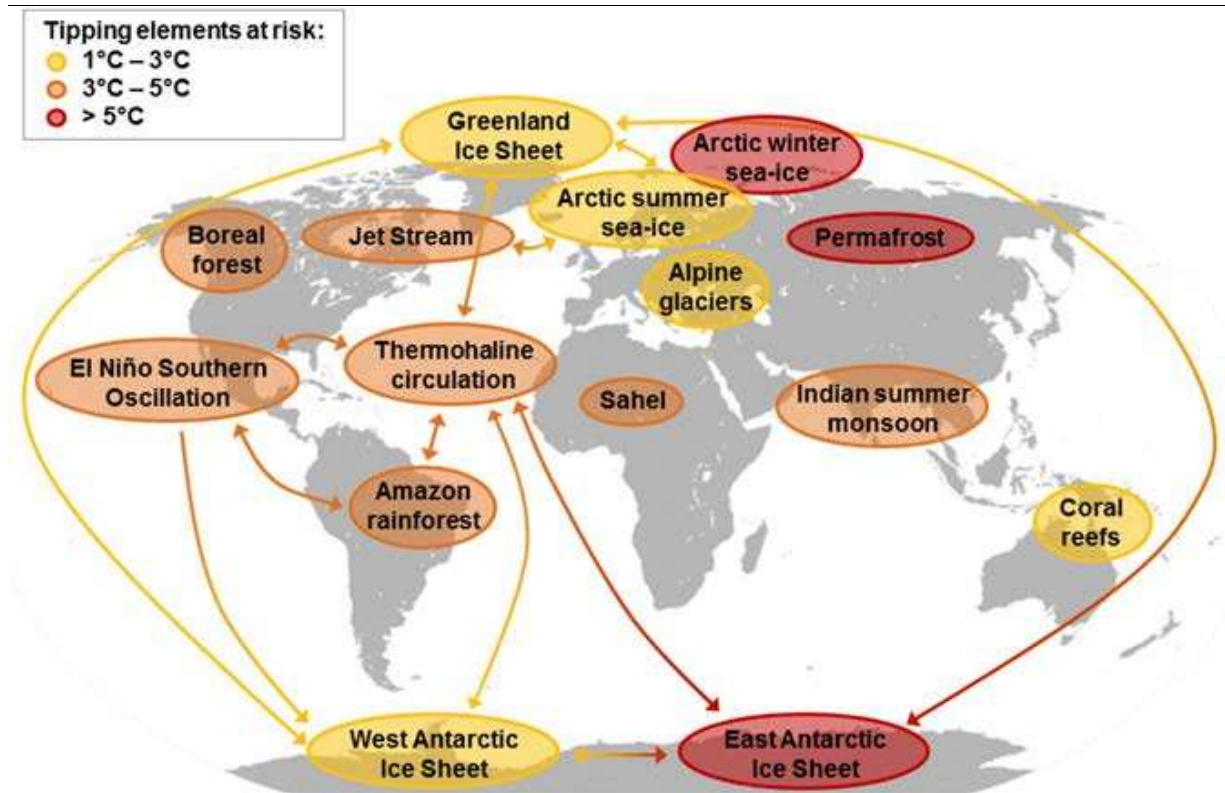 Tipping elements at risk:
1°C – 3°C
3°C – 5°C
> 5°C
Greenland
Ice Sheet
Arctic winter
sea-ice
Arctic summer
sea-ice
Boreal
forest
Jet Stream
Permafrost
Alpine
glaciers
El Niño Southern
Oscillation
Thermohaline
circulation
Sahel
Indian summer
monsoon
Amazon
rainforest
Coral
reefs
West Antarctic
Ice Sheet
East Antarctic
Ice Sheet